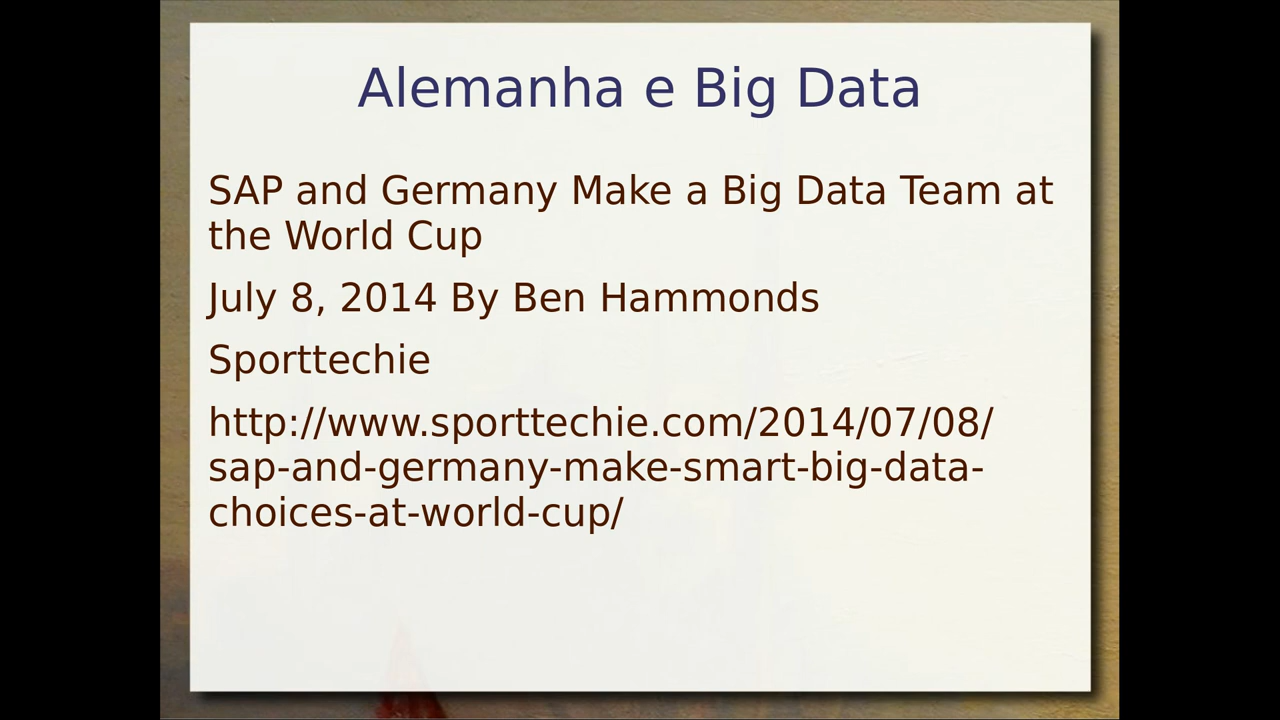 Alemanha e Big Data
SAP and Germany Make a Big Data Team at
the World Cup
July 8, 2014 By Ben Hammonds
Sporttechie
http://www.sporttechie.com/2014/07/08/
sap-and-germany-make-smart-big-data-
choices-at-world-cup/